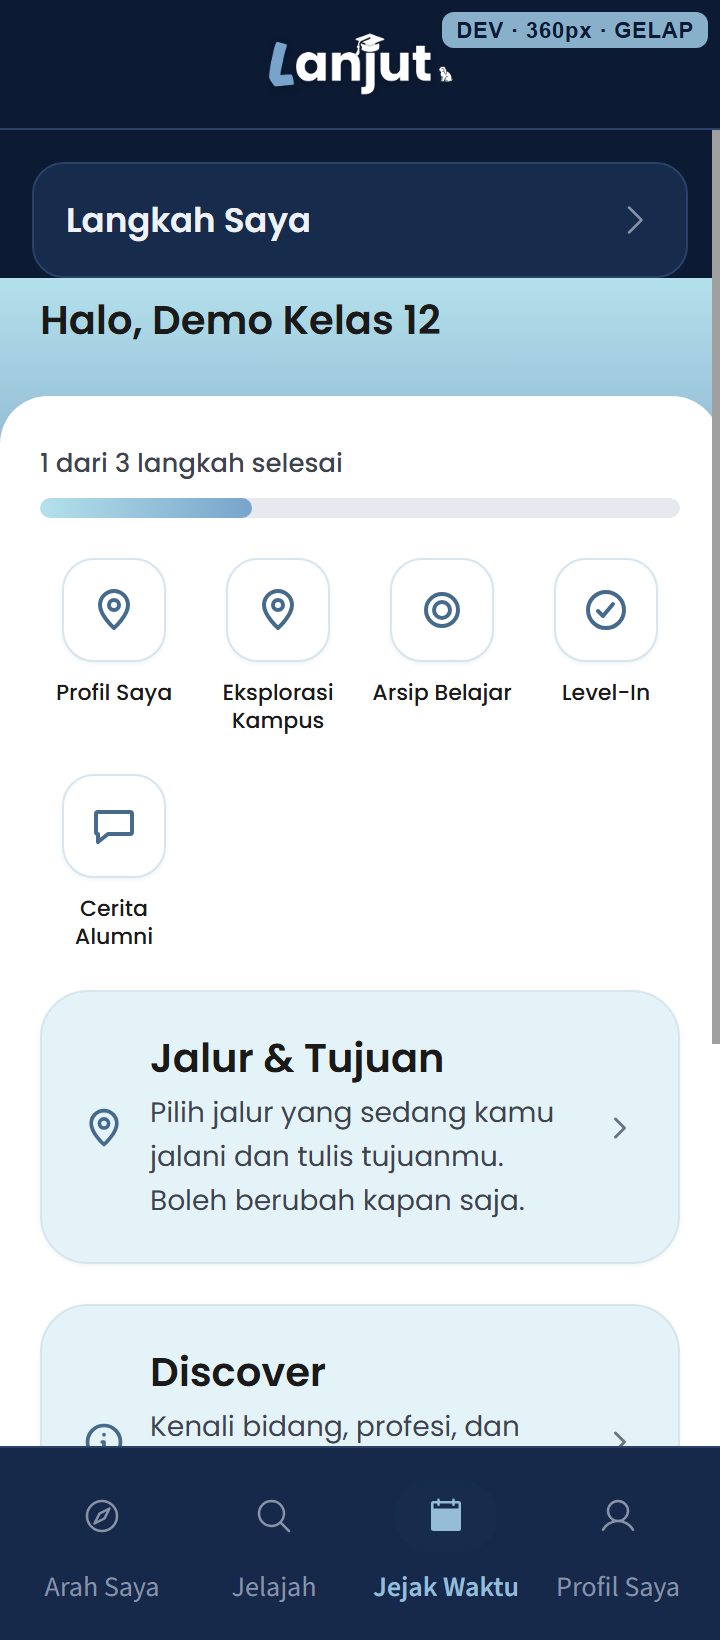 Lanjut
DEV · 360px · GELAP
Langkah Saya
Halo, Demo Kelas 12
1 dari 3 langkah selesai
Profil Saya
Eksplorasi
Kampus
Arsip Belajar
Level-In
Cerita
Alumni
Jalur & Tujuan
Pilih jalur yang sedang kamu
jalani dan tulis tujuanmu.
Boleh berubah kapan saja.
Discover
Kenali bidang, profesi, dan
Arah Saya
Jelajah
Jejak Waktu
Profil Saya